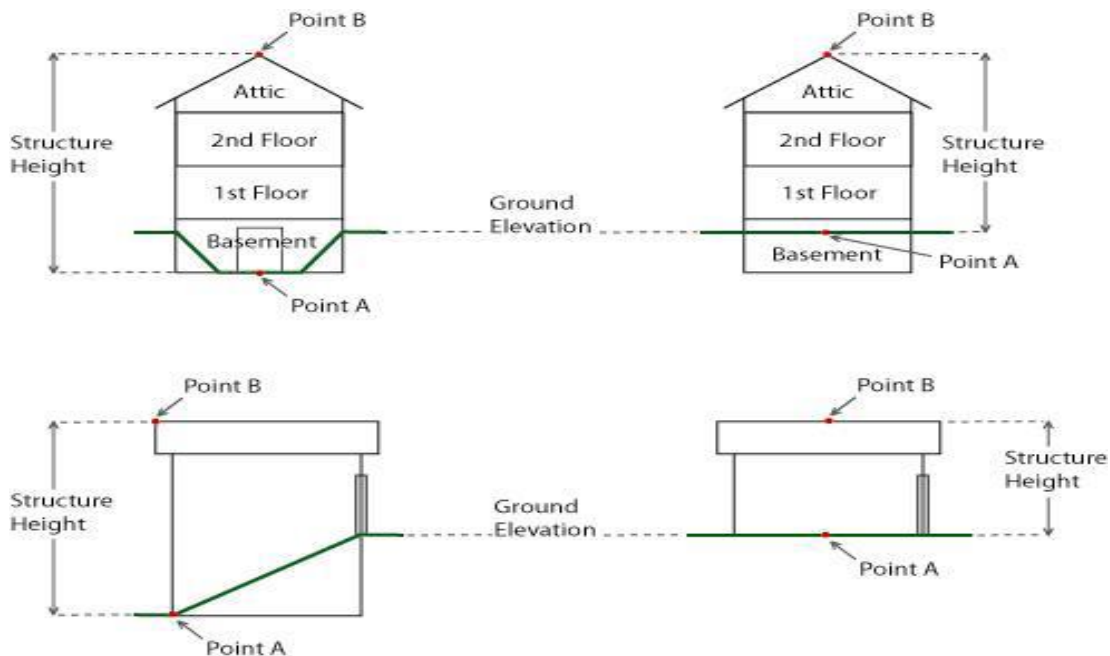 Point B
Attic
2nd Floor
1st Floor
Basement
Structure
Height
Point A
Ground
Elevation
Point B
Attic
2nd Floor
1st Floor
Basement
Structure
Height
Point A
Point B
Structure
Height
Point A
Ground
Elevation
Point B
Structure
Height
Point A